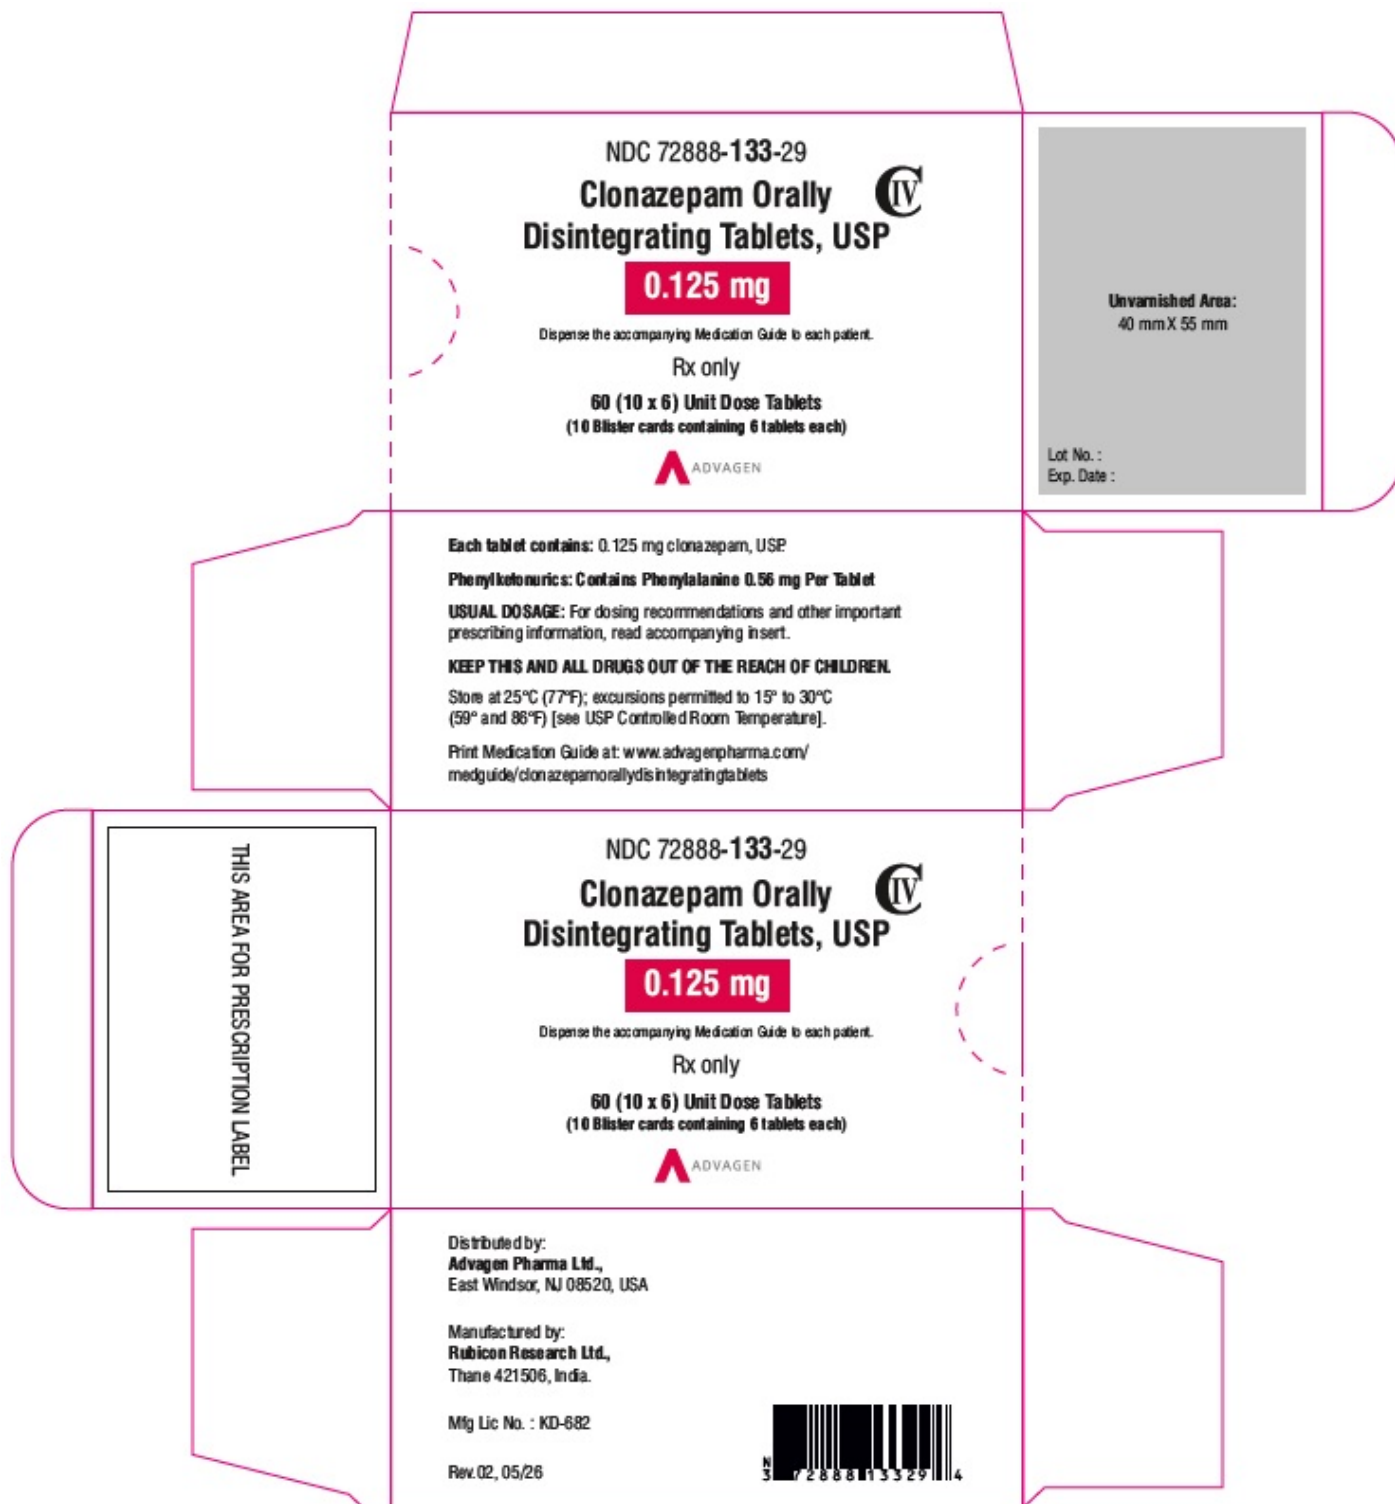 NDC 72888-133-29
Clonazepam Orally
Disintegrating Tablets, USP
CIV
0.125 mg
Dispense the accompanying Medication Guide to each patient.
Rx only
60 (10 x 6) Unit Dose Tablets
(10 Blister cards containing 6 tablets each)
ADVAGEN
Unvarnished Area:
40 mm X 55 mm
Lot No. :
Exp. Date :
Each tablet contains: 0.125 mg clonazepam, USP.
Phenylketonurics: Contains Phenylalanine 0.56 mg Per Tablet
USUAL DOSAGE: For dosing recommendations and other important
prescribing information, read accompanying insert.
KEEP THIS AND ALL DRUGS OUT OF THE REACH OF CHILDREN.
Store at 25°C (77°F); excursions permitted to 15° to 30°C
(59° and 86°F) [see USP Controlled Room Temperature].
Print Medication Guide at: www.advagenpharma.com/
medguide/clonazepamorallydisintegratingtablets
THIS AREA FOR PRESCRIPTION LABEL
NDC 72888-133-29
Clonazepam Orally
Disintegrating Tablets, USP
CIV
0.125 mg
Dispense the accompanying Medication Guide to each patient.
Rx only
60 (10 x 6) Unit Dose Tablets
(10 Blister cards containing 6 tablets each)
ADVAGEN
Distributed by:
Advagen Pharma Ltd.,
East Windsor, NJ 08520, USA
Manufactured by:
Rubicon Research Ltd.,
Thane 421506, India.
Mfg Lic No. : KD-682
Rev.02, 05/26
N
3 72888 13329 4